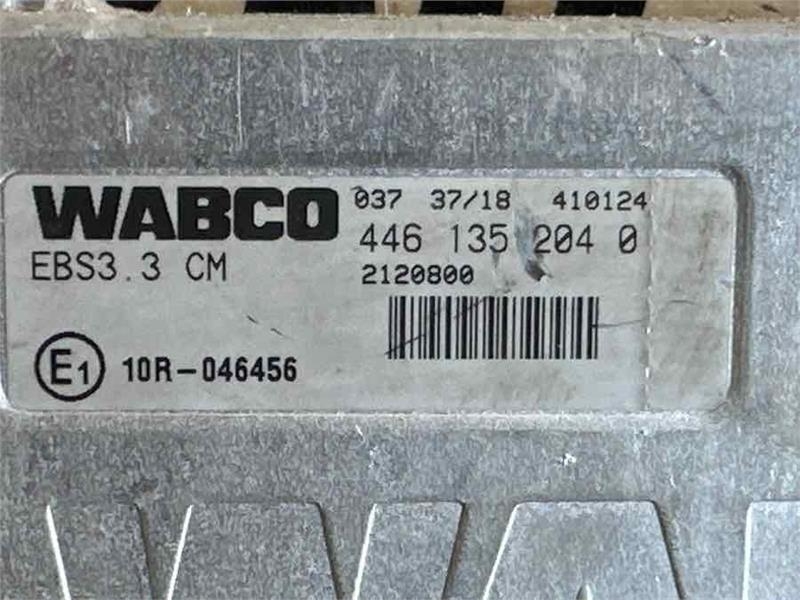 WABCO
037 37/18 410124
446 135 204 0
EBS3.3 CM
2120800
E1 10R-046456